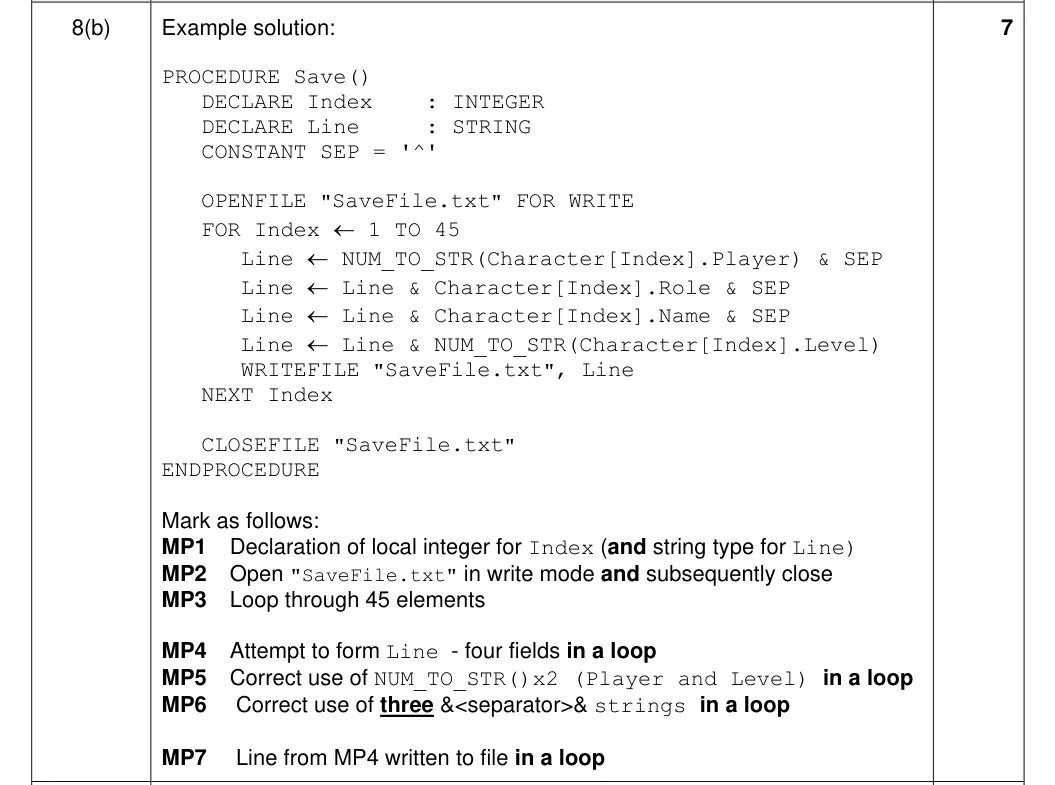 8(b) Example solution: 7
PROCEDURE Save()
   DECLARE Index    : INTEGER
   DECLARE Line     : STRING
   CONSTANT SEP = '^'
   OPENFILE "SaveFile.txt" FOR WRITE
   FOR Index ← 1 TO 45
      Line ← NUM_TO_STR(Character[Index].Player) & SEP
      Line ← Line & Character[Index].Role & SEP
      Line ← Line & Character[Index].Name & SEP
      Line ← Line & NUM_TO_STR(Character[Index].Level)
      WRITEFILE "SaveFile.txt", Line
   NEXT Index
   CLOSEFILE "SaveFile.txt"
ENDPROCEDURE
Mark as follows:
MP1 Declaration of local integer for Index (and string type for Line)
MP2 Open "SaveFile.txt" in write mode and subsequently close
MP3 Loop through 45 elements
MP4 Attempt to form Line - four fields in a loop
MP5 Correct use of NUM_TO_STR()x2 (Player and Level) in a loop
MP6 Correct use of three &<separator>& strings in a loop
MP7 Line from MP4 written to file in a loop